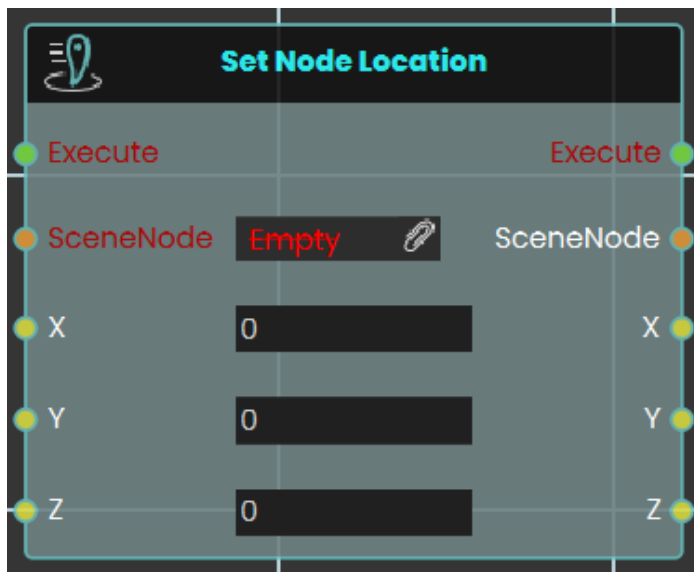 Set Node Location
Execute Execute
SceneNode Empty SceneNode
X 0 X
Y 0 Y
Z 0 Z